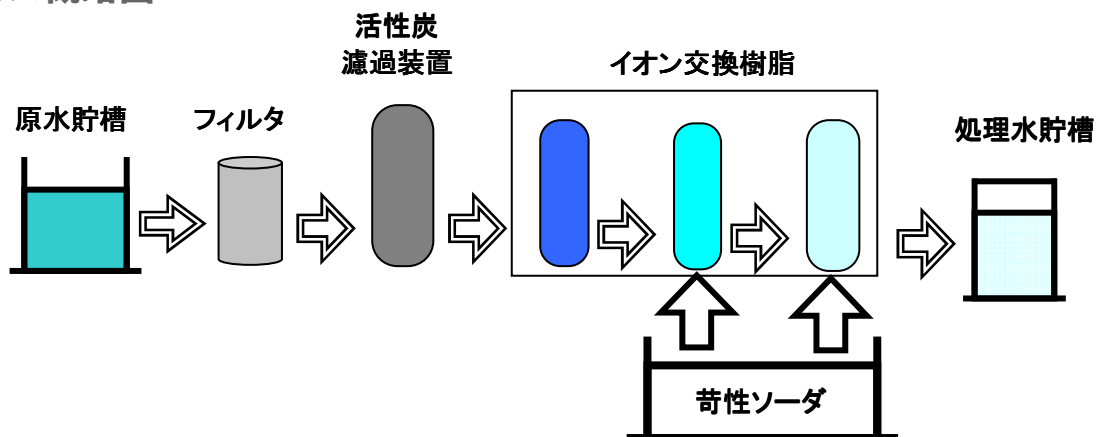 活性炭
濾過装置
イオン交換樹脂
原水貯槽
フィルタ
処理水貯槽
苛性ソーダ